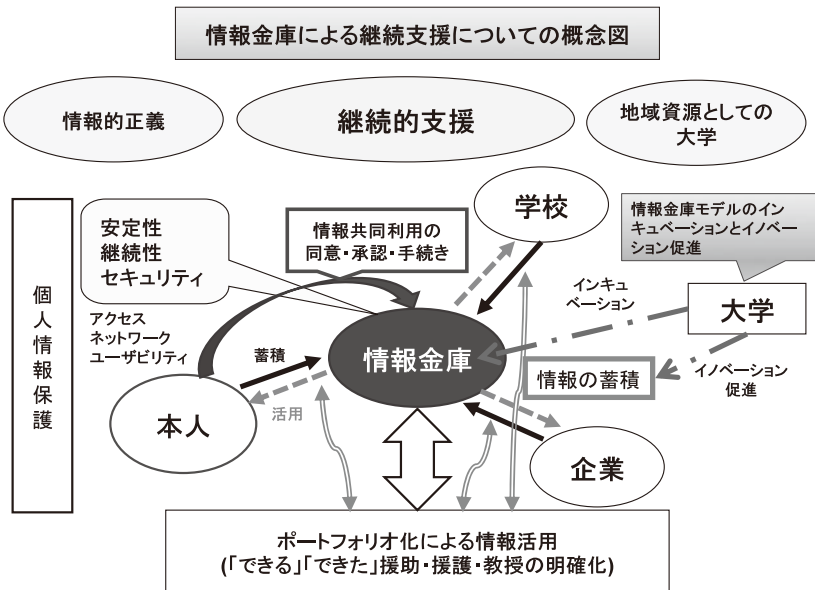 情報金庫による継続支援についての概念図
情報的正義
継続的支援
地域資源としての
大学
個人情報保護
安定性
継続性
セキュリティ
情報共同利用の
同意・承認・手続き
学校
情報金庫モデルのイン
キュベーションとイノベー
ション促進
アクセス
ネットワーク
ユーザビリティ
蓄積
活用
情報金庫
インキュ
ベーション
大学
情報の蓄積
イノベーション
促進
本人
企業
ポートフォリオ化による情報活用
(「できる」「できた」援助・援護・教授の明確化)